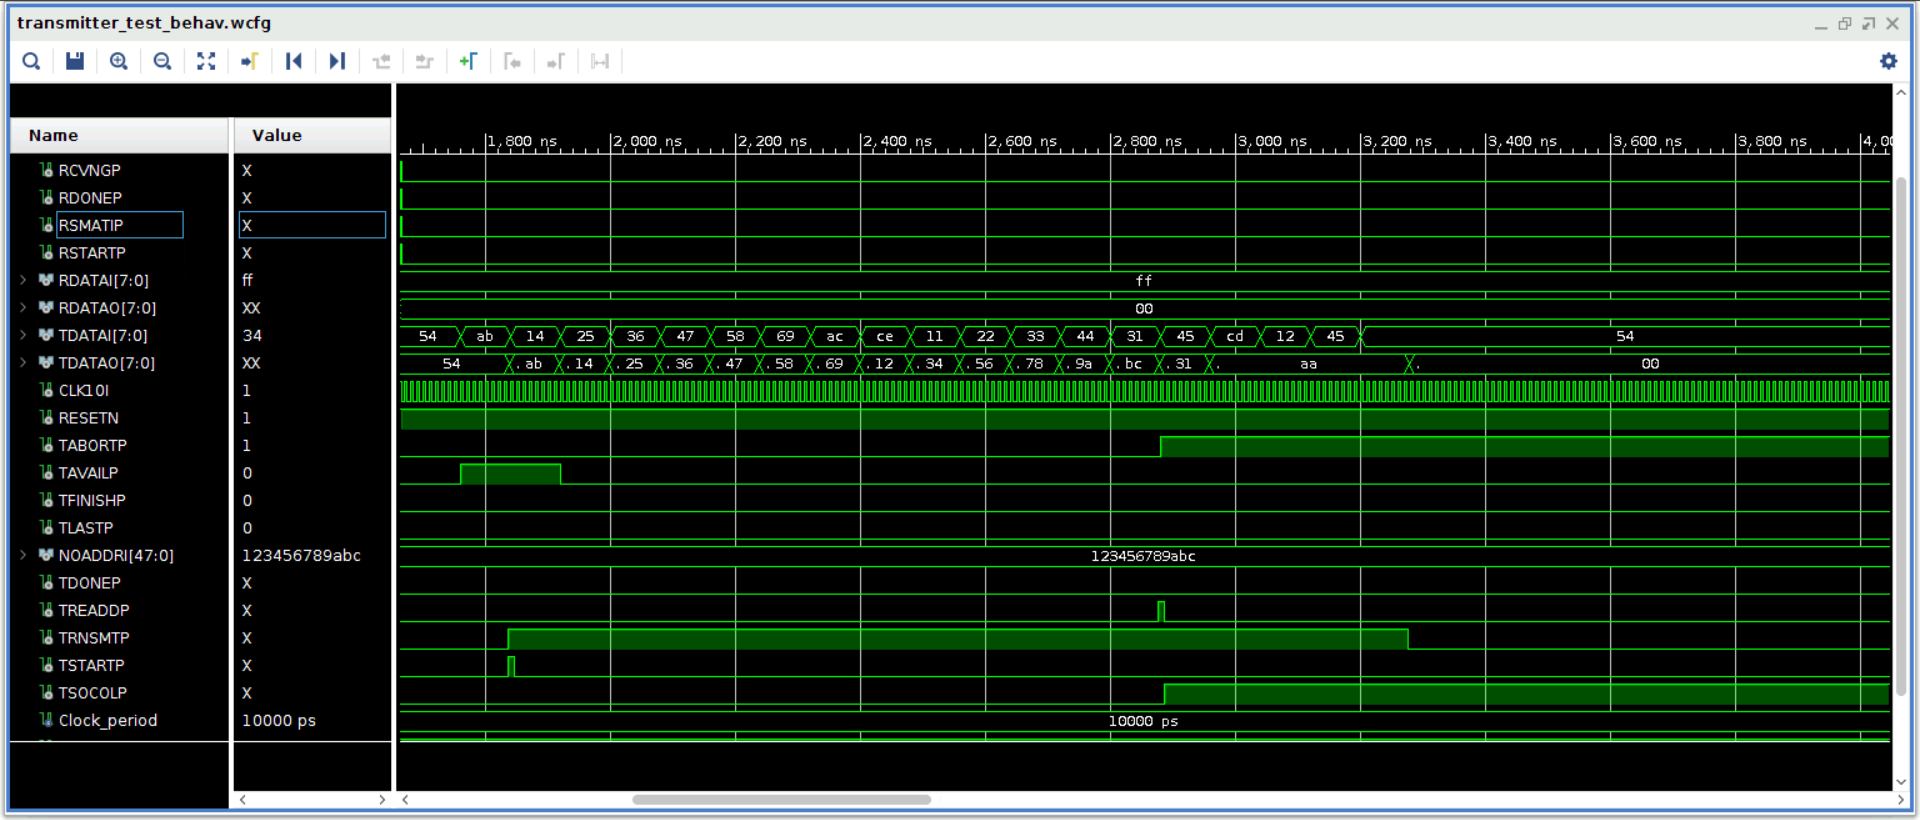 transmitter_test_behav.wcfg
Name Value
1,800 ns 2,000 ns 2,200 ns 2,400 ns 2,600 ns 2,800 ns 3,000 ns 3,200 ns 3,400 ns 3,600 ns 3,800 ns 4,00
RCVNGP X
RDONEP X
RSMATIP X
RSTARTP X
RDATAI[7:0] ff ff
RDATAO[7:0] XX 00
TDATAI[7:0] 34 54 ab 14 25 36 47 58 69 ac ce 11 22 33 44 31 45 cd 12 45 54
TDATAO[7:0] XX 54 . ab . 14 . 25 . 36 . 47 . 58 . 69 . 12 . 34 . 56 . 78 . 9a . bc . 31 . aa . 00
CLK10I 1
RESETN 1
TABORTP 1
TAVAILP 0
TFINISHP 0
TLASTP 0
NOADDRI[47:0] 123456789abc 123456789abc
TDONEP X
TREADDP X
TRNSMTP X
TSTARTP X
TSOCOLP X
Clock_period 10000 ps 10000 ps